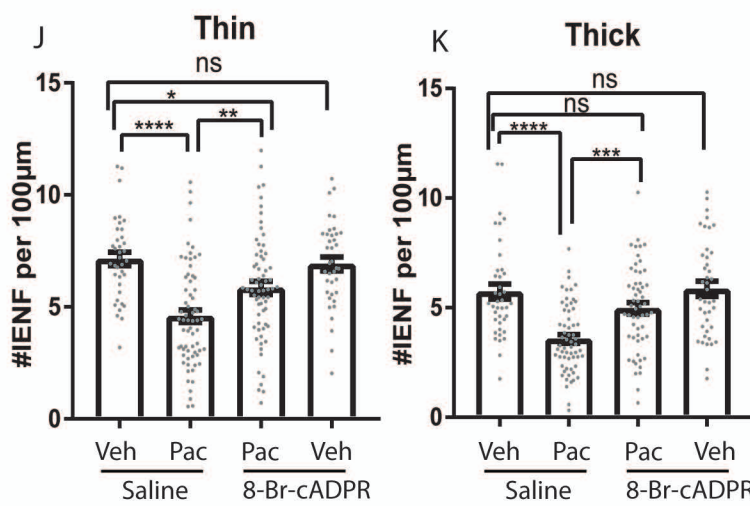 J
Thin
ns
*
**
****
15
10
5
0
#IENF per 100µm
Veh Pac Pac Veh
Saline 8-Br-cADPR
K
Thick
ns
ns
****
***
15
10
5
0
#IENF per 100µm
Veh Pac Pac Veh
Saline 8-Br-cADPR